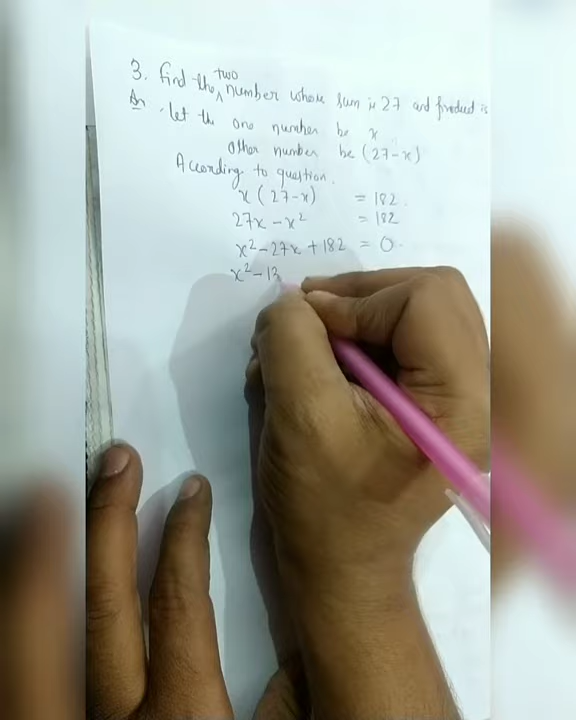 3. Find the two number whose sum is 27 and product is
An. let the one number be x
other number be (27-x)
According to question.
x (27-x) = 182.
27x - x² = 182
x² - 27x + 182 = 0.
x² - 13